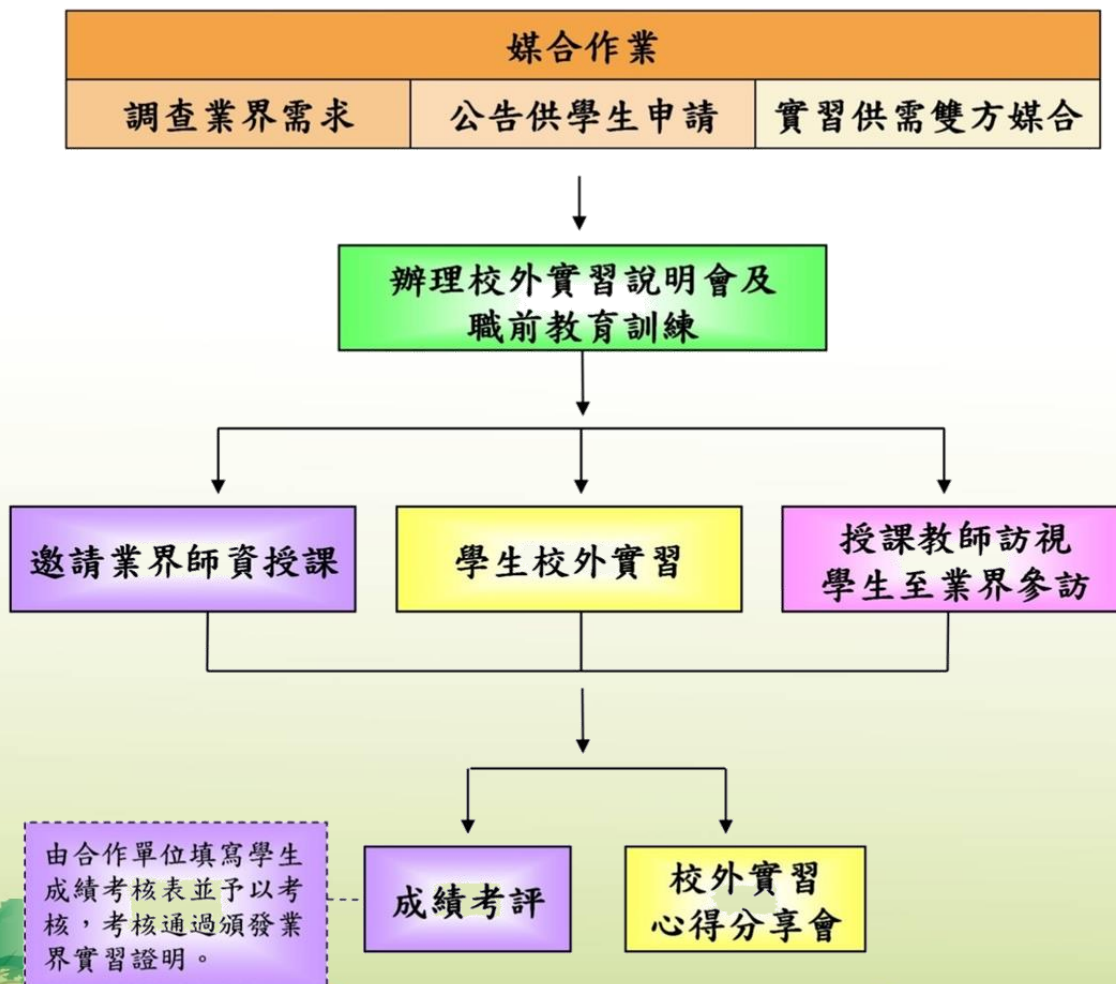 媒合作業
調查業界需求
公告供學生申請
實習供需雙方媒合
辦理校外實習說明會及
職前教育訓練
邀請業界師資授課
學生校外實習
授課教師訪視
學生至業界參訪
由合作單位填寫學生
成績考核表並予以考
核，考核通過頒發業
界實習證明。
成績考評
校外實習
心得分享會